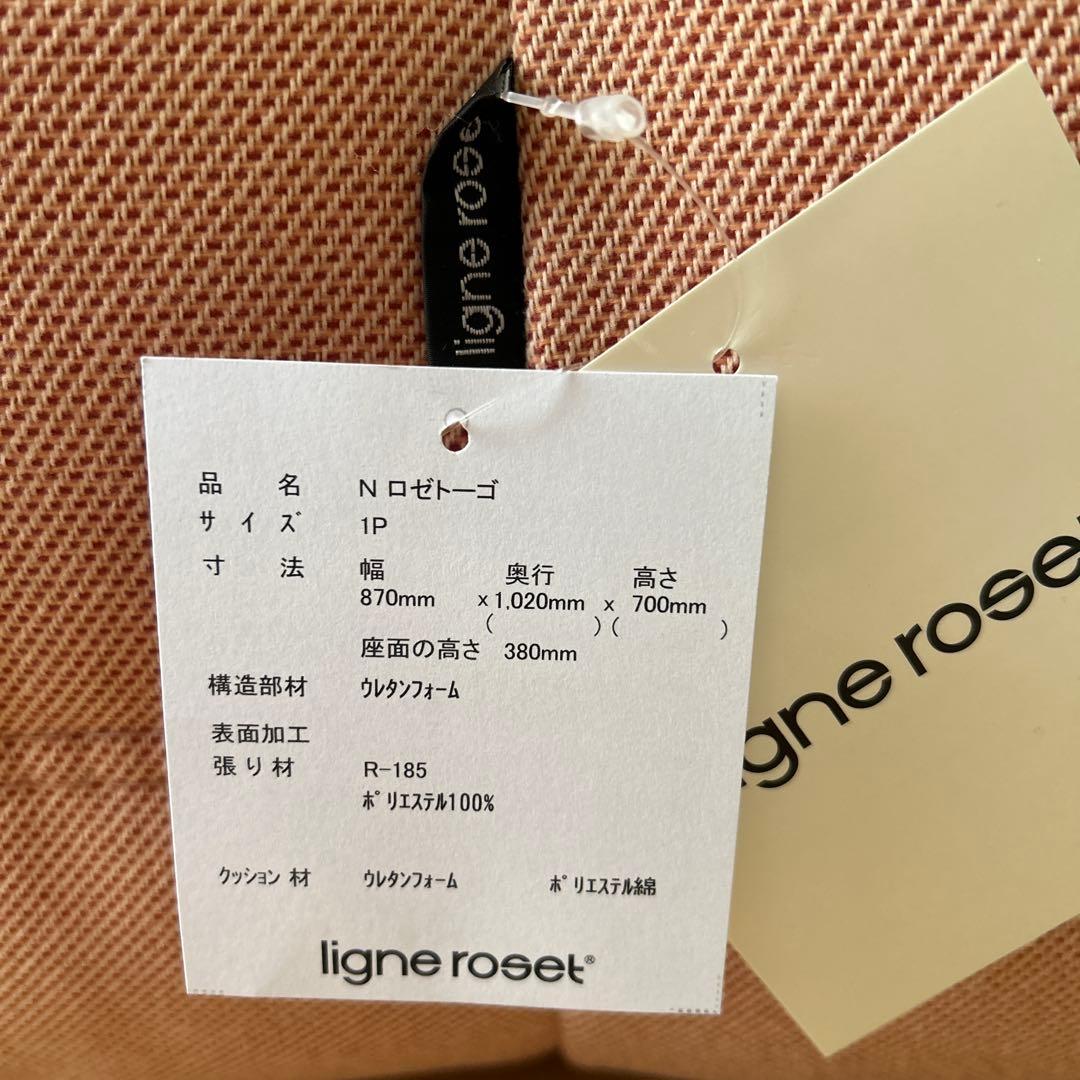 ligne rose
品名 N ロゼトーゴ
サイズ 1P
寸法 幅 奥行 高さ
870mm x 1,020mm x 700mm
( ) ( )
座面の高さ 380mm
構造部材 ウレタンフォーム
表面加工
張り材 R-185
ポリエステル100%
クッション材 ウレタンフォーム ポリエステル綿
ligne roset®
igne rose